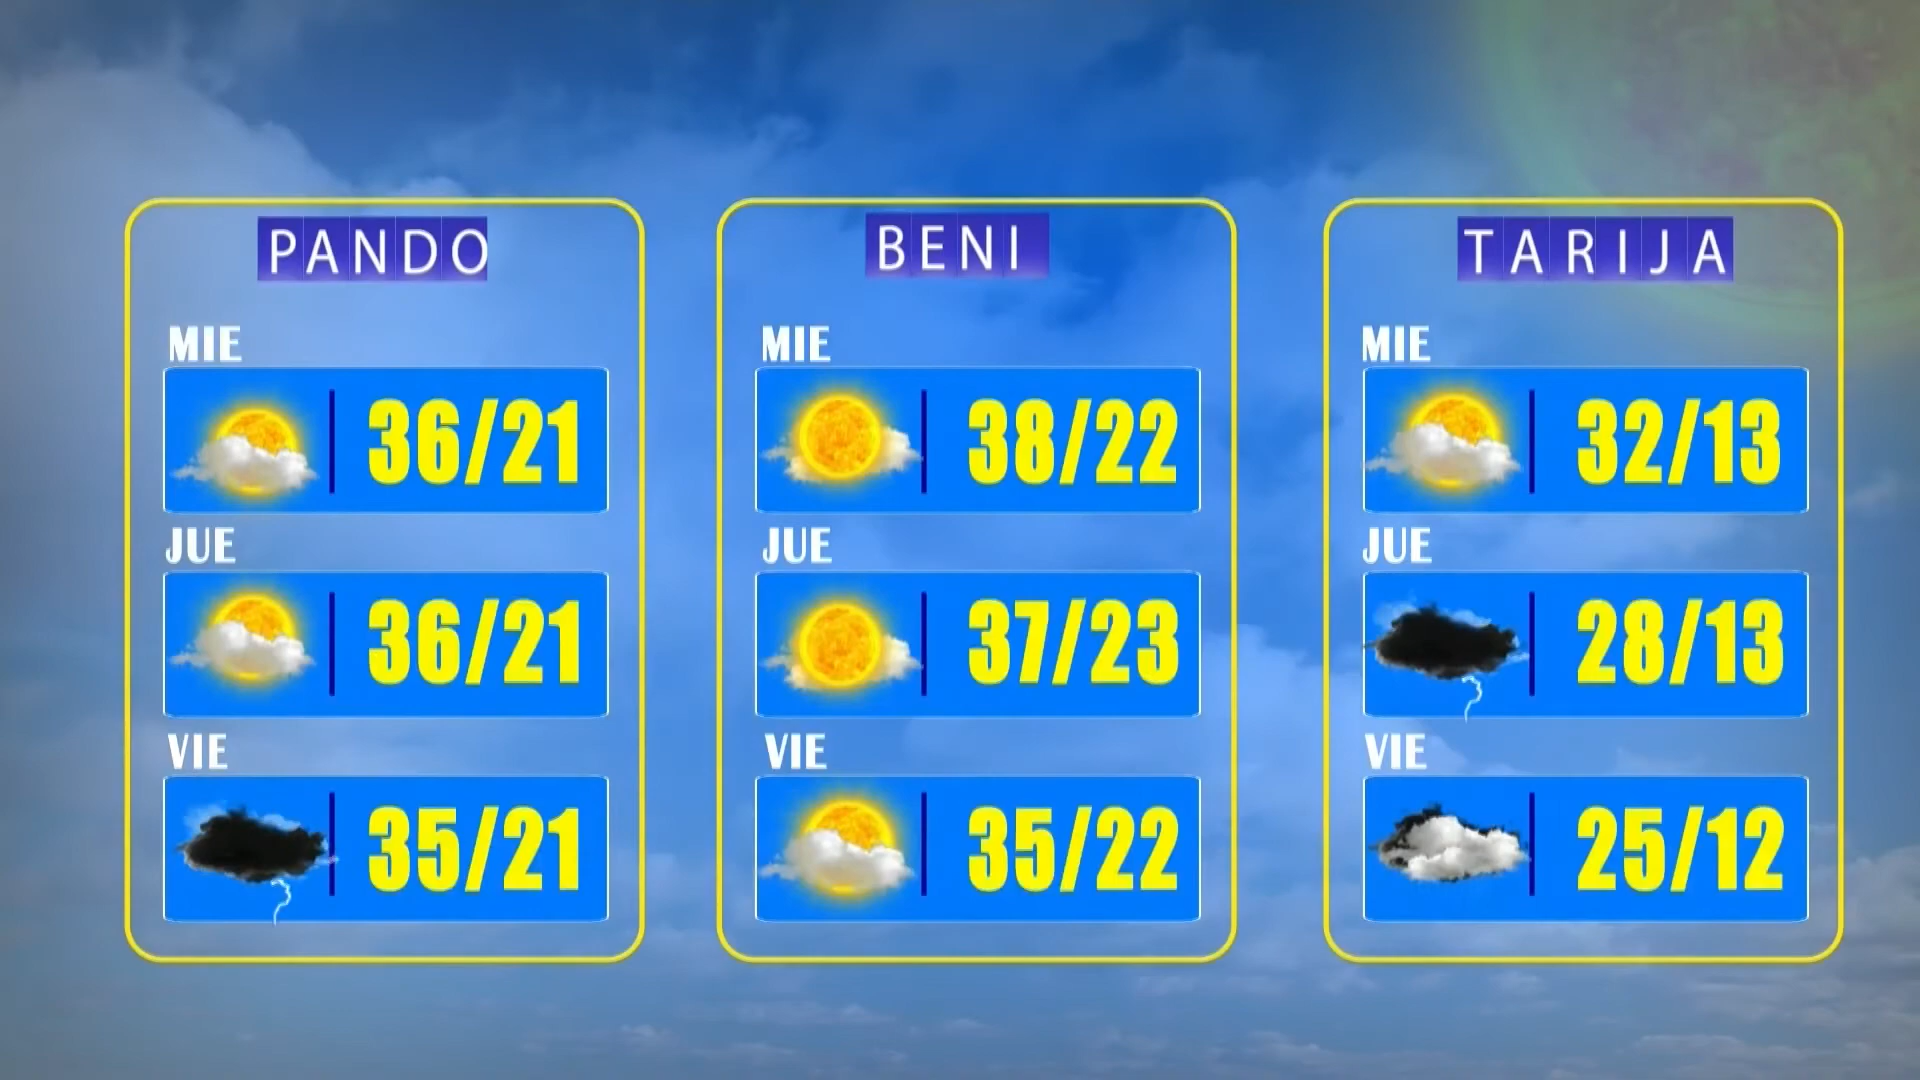 PANDO
MIE
36/21
JUE
36/21
VIE
35/21
BENI
MIE
38/22
JUE
37/23
VIE
35/22
TARIJA
MIE
32/13
JUE
28/13
VIE
25/12